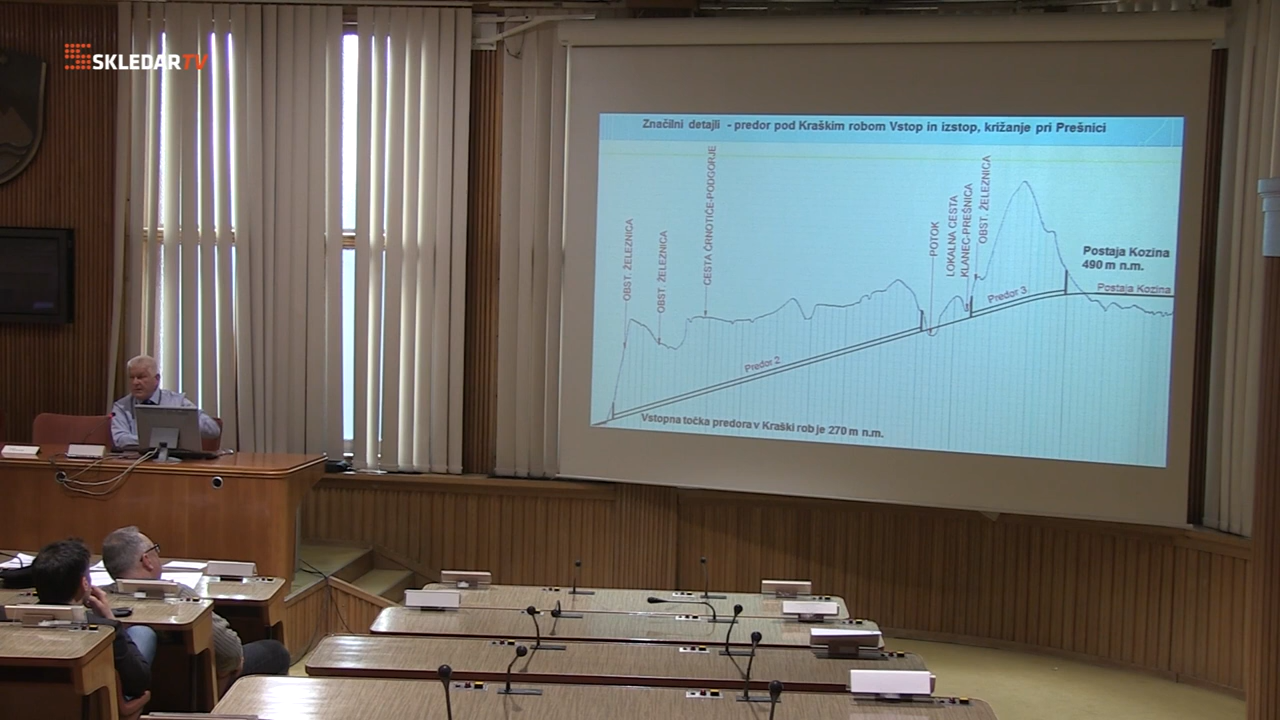 SKLEDAR TV
Značilni detajli - predor pod Kraškim robom Vstop in izstop, križanje pri Prešnici
OBST. ŽELEZNICA
OBST. ŽELEZNICA
CESTA ČRNOTIČE-PODGORJE
POTOK
LOKALNA CESTA
KLANEC-PREŠNICA
OBST. ŽELEZNICA
Postaja Kozina
490 m n.m.
Postaja Kozina
Predor 3
Predor 2
Vstopna točka predora v Kraški rob je 270 m n.m.